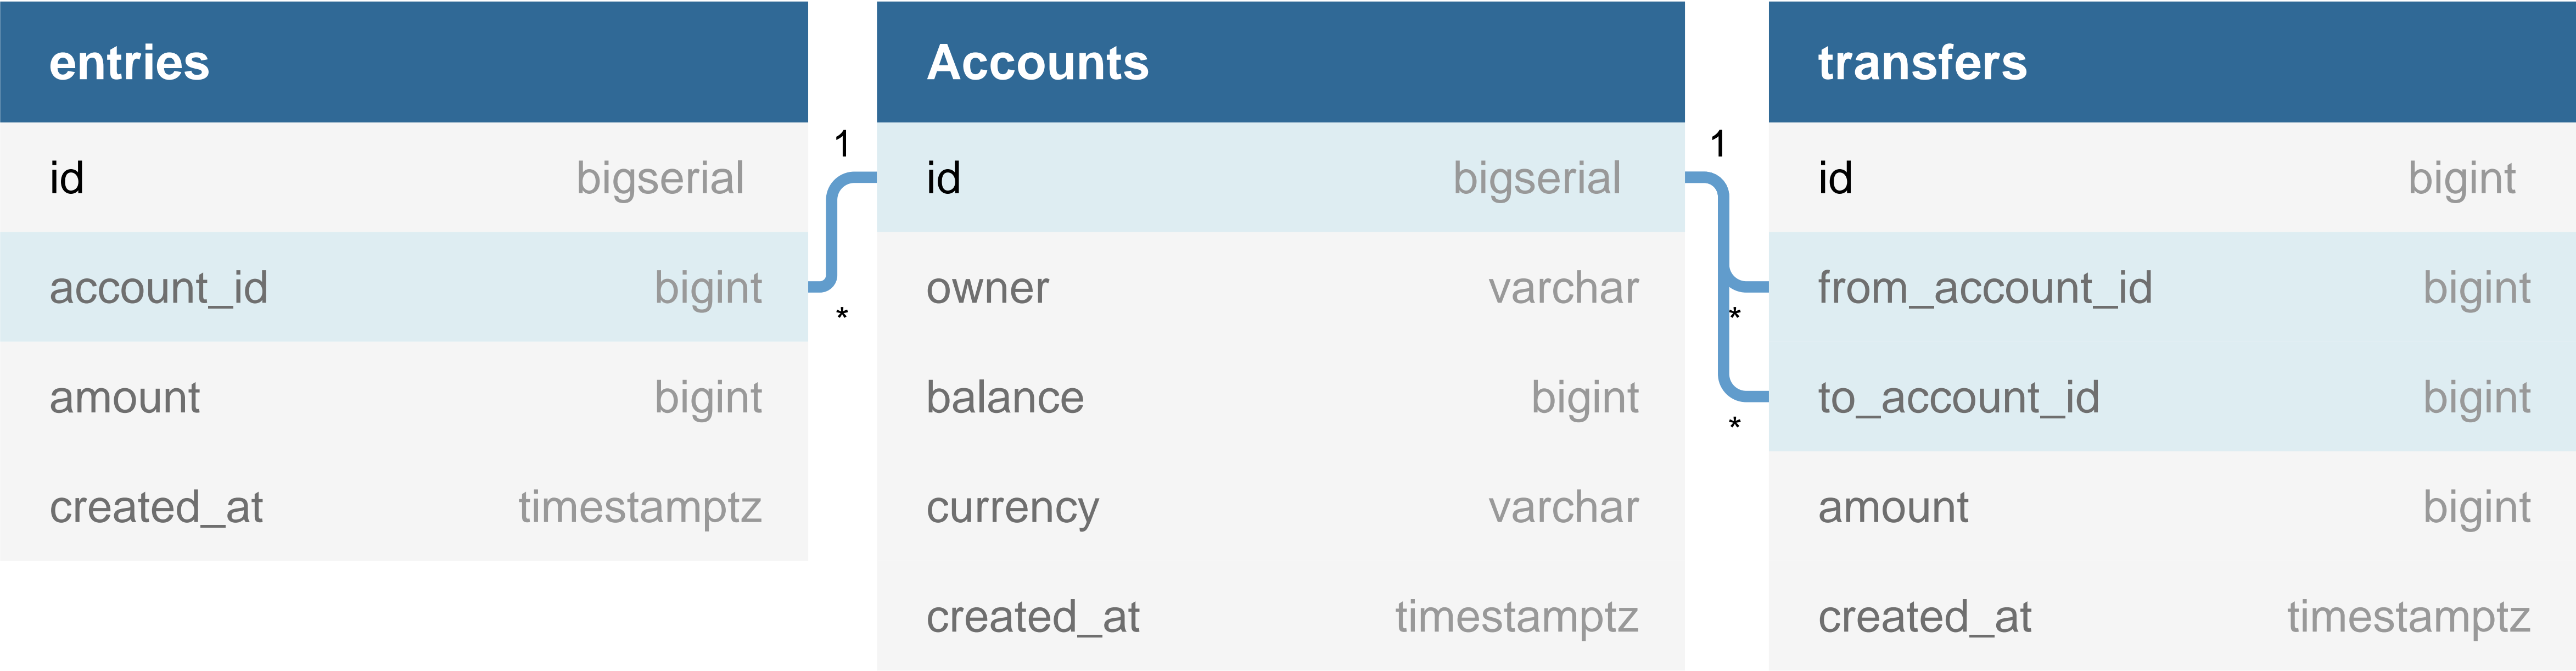 entries
id bigserial
account_id bigint
amount bigint
created_at timestamptz
1
*
Accounts
id bigserial
owner varchar
balance bigint
currency varchar
created_at timestamptz
1
*
*
transfers
id bigint
from_account_id bigint
to_account_id bigint
amount bigint
created_at timestamptz